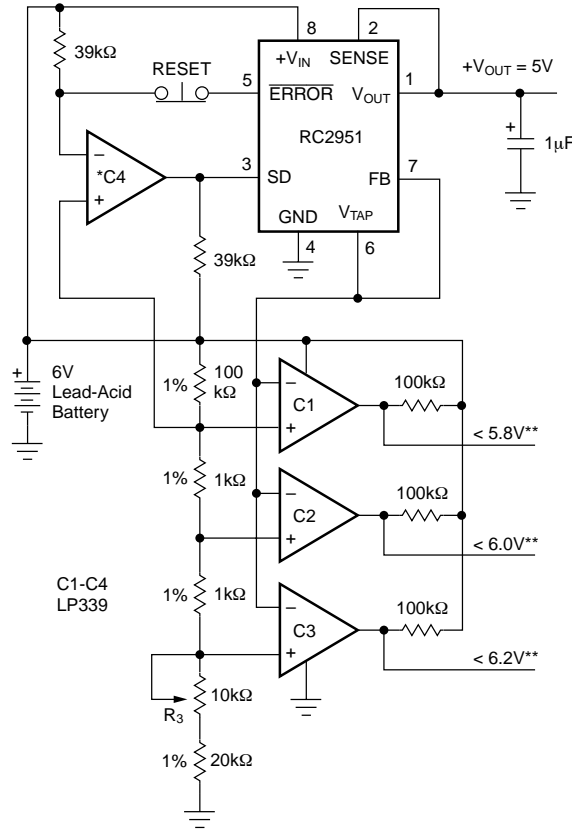 8
2
39kΩ
+VIN
SENSE
RESET
5
ERROR
VOUT
1
+VOUT = 5V
RC2951
+
1µF
−
*C4
+
3
SD
FB
7
GND
VTAP
4
6
39kΩ
+
6V
Lead-Acid
Battery
1%
100
kΩ
−
C1
+
100kΩ
< 5.8V**
1%
1kΩ
−
C2
+
100kΩ
< 6.0V**
C1-C4
LP339
1%
1kΩ
−
C3
+
100kΩ
< 6.2V**
R3
10kΩ
1%
20kΩ